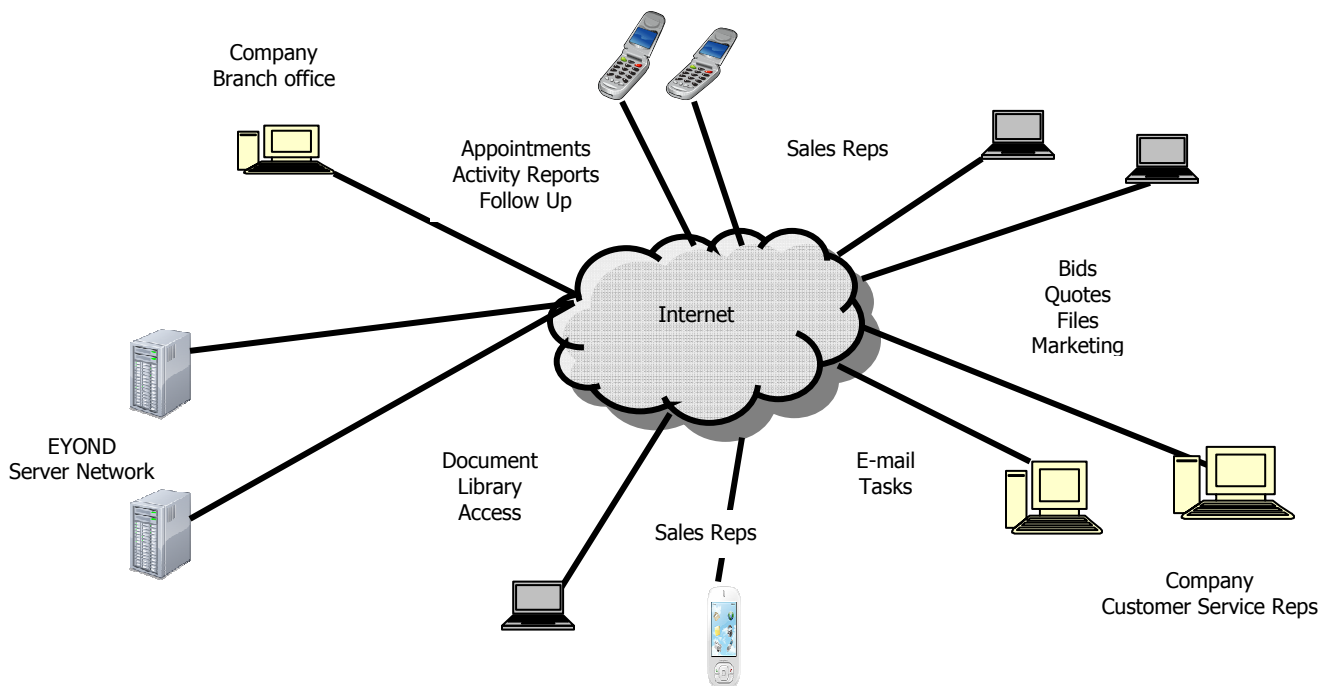 Company
Branch office
Appointments
Activity Reports
Follow Up
Sales Reps
Internet
Bids
Quotes
Files
Marketing
EYOND
Server Network
Document
Library
Access
Sales Reps
E-mail
Tasks
Company
Customer Service Reps